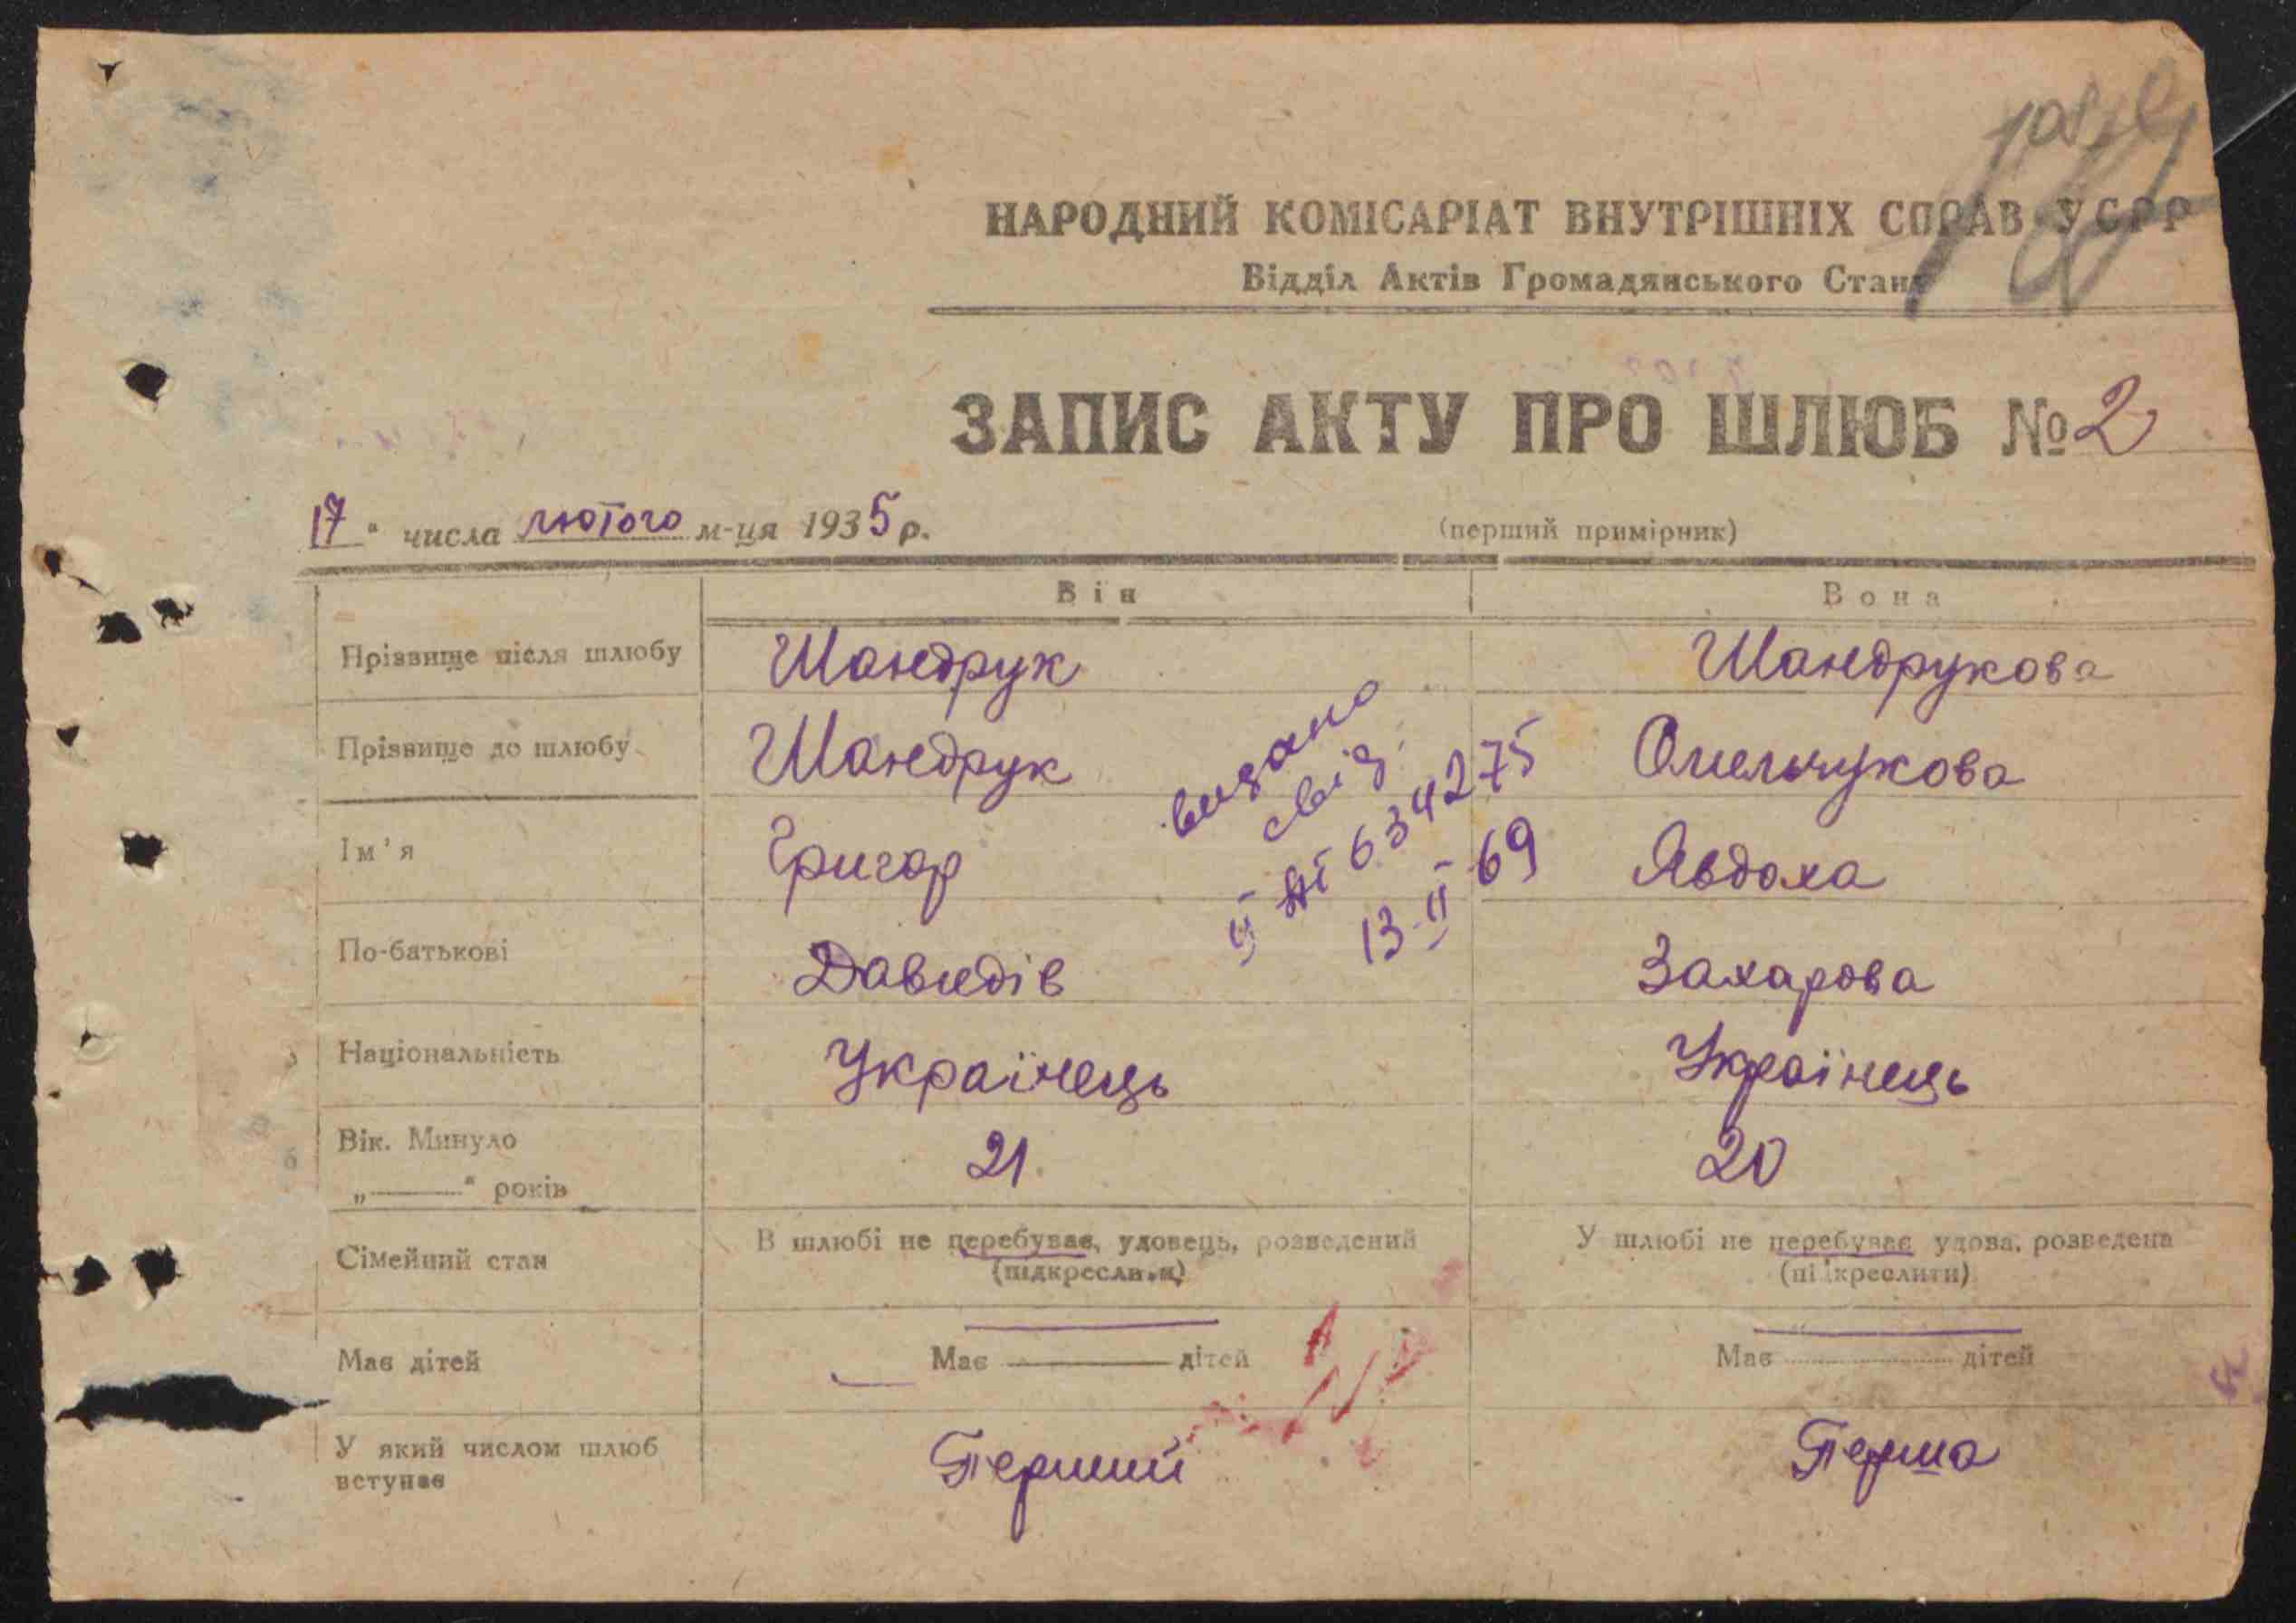 НАРОДНИЙ КОМІСАРІАТ ВНУТРІШНІХ СПРАВ УСРР
Відділ Актів Громадянського Стану
ЗАПИС АКТУ ПРО ШЛЮБ № 2
17 " числа лютого м-ця 1935 р.
(перший примірник)
Він Вона
Прізвище після шлюбу Шандрук Шандрукова
Прізвище до шлюбу Шандрук Омельчукова
видано
свід.
6342 75
13-II-69
Ім'я Григор Явдоха
По-батькові Давидів Захарова
Національність Українець Українець
Вік. Минуло 21 20
„ " років
Сімейний стан В шлюбі не перебуває, удовець, розведений У шлюбі не перебуває удова, розведена
(підкреслити) (підкреслити)
Має дітей Має дітей Має дітей
У який числом шлюб Перший Перша
вступає